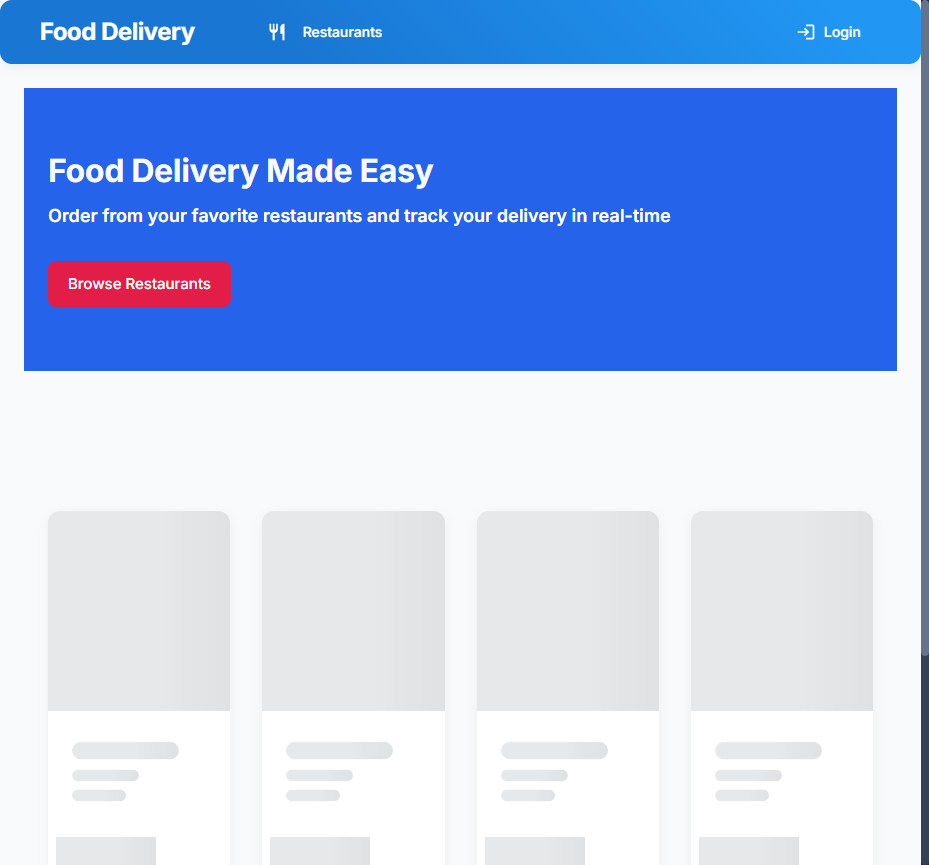 Food Delivery
Restaurants
Login
Food Delivery Made Easy
Order from your favorite restaurants and track your delivery in real-time
Browse Restaurants